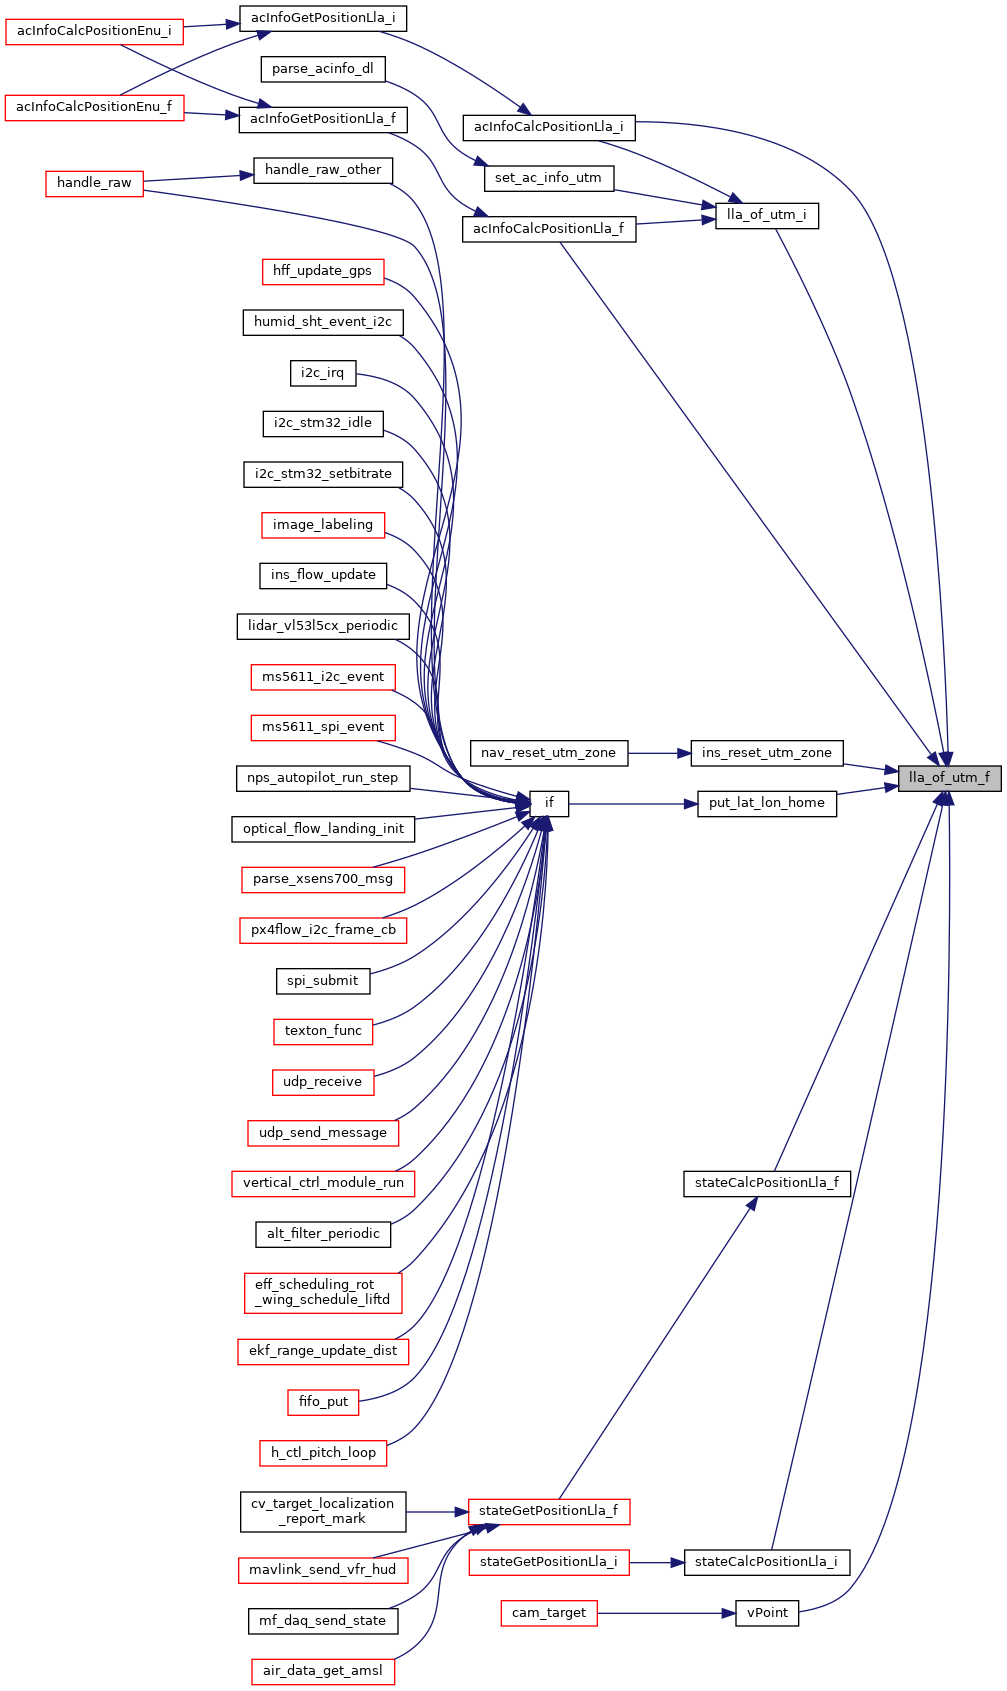 acInfoCalcPositionEnu_i
acInfoCalcPositionEnu_f
handle_raw
acInfoGetPositionLla_i
parse_acinfo_dl
acInfoGetPositionLla_f
handle_raw_other
hff_update_gps
humid_sht_event_i2c
i2c_irq
i2c_stm32_idle
i2c_stm32_setbitrate
image_labeling
ins_flow_update
lidar_vl53l5cx_periodic
ms5611_i2c_event
ms5611_spi_event
nps_autopilot_run_step
optical_flow_landing_init
parse_xsens700_msg
px4flow_i2c_frame_cb
spi_submit
texton_func
udp_receive
udp_send_message
vertical_ctrl_module_run
alt_filter_periodic
eff_scheduling_rot
_wing_schedule_liftd
ekf_range_update_dist
fifo_put
h_ctl_pitch_loop
cv_target_localization
_report_mark
mavlink_send_vfr_hud
mf_daq_send_state
air_data_get_amsl
acInfoCalcPositionLla_i
set_ac_info_utm
acInfoCalcPositionLla_f
nav_reset_utm_zone
if
stateGetPositionLla_f
stateGetPositionLla_i
cam_target
lla_of_utm_i
ins_reset_utm_zone
put_lat_lon_home
stateCalcPositionLla_f
stateCalcPositionLla_i
vPoint
lla_of_utm_f